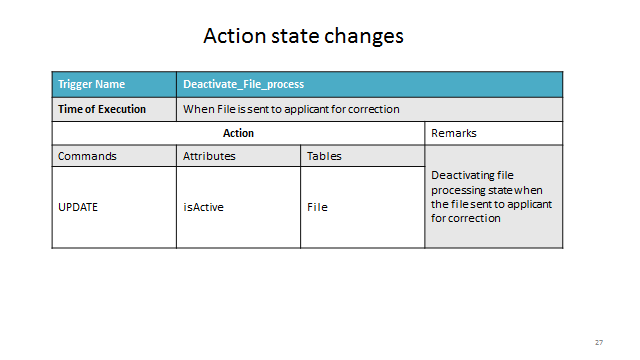 Action state changes
Trigger Name Deactivate_File_process
Time of Execution When File is sent to applicant for correction
Action Remarks
Commands Attributes Tables
UPDATE isActive File
Deactivating file
processing state when
the file sent to applicant
for correction
27